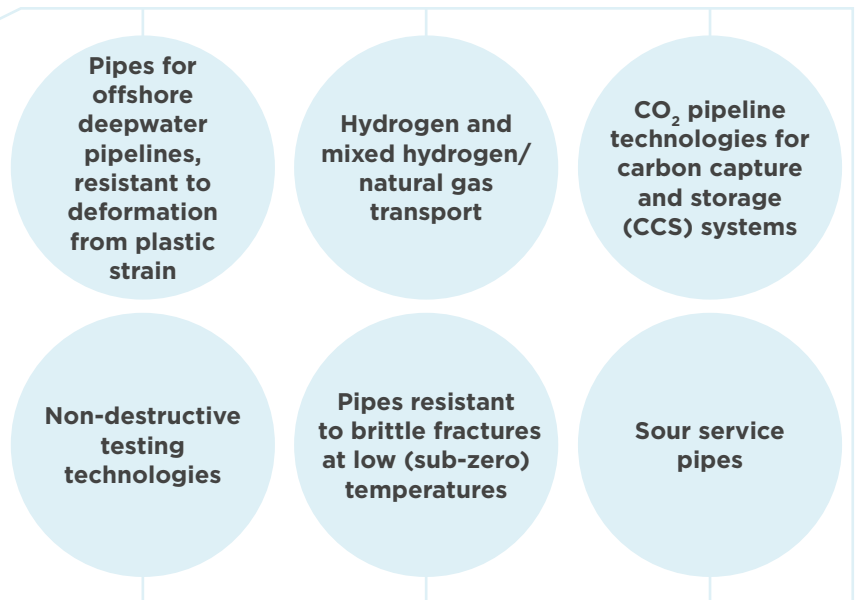 Pipes for
offshore
deepwater
pipelines,
resistant to
deformation
from plastic
strain
Hydrogen and
mixed hydrogen/
natural gas
transport
CO₂ pipeline
technologies for
carbon capture
and storage
(CCS) systems
Non-destructive
testing
technologies
Pipes resistant
to brittle fractures
at low (sub-zero)
temperatures
Sour service
pipes